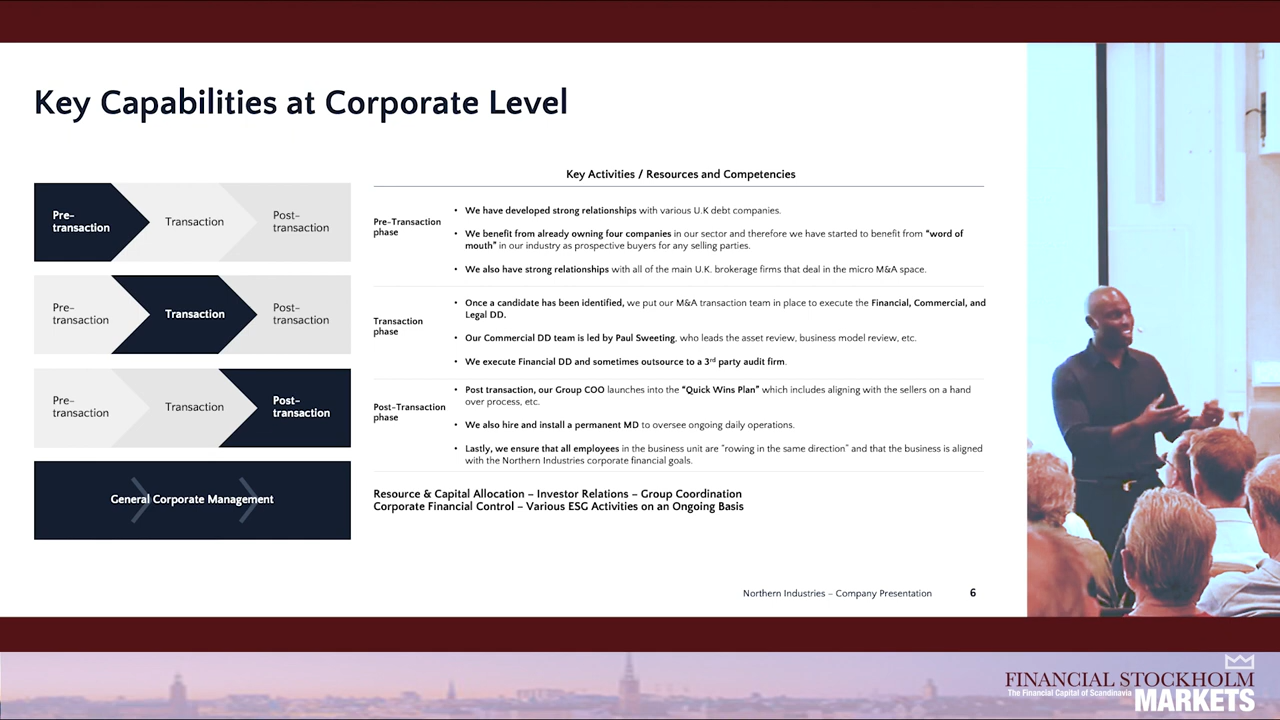 Key Capabilities at Corporate Level
Key Activities / Resources and Competencies
Pre-
transaction
Transaction
Post-
transaction
Pre-Transaction
phase
• We have developed strong relationships with various U.K debt companies.
• We benefit from already owning four companies in our sector and therefore we have started to benefit from “word of
mouth” in our industry as prospective buyers for any selling parties.
• We also have strong relationships with all of the main U.K. brokerage firms that deal in the micro M&A space.
Pre-
transaction
Transaction
Post-
transaction
Transaction
phase
• Once a candidate has been identified, we put our M&A transaction team in place to execute the Financial, Commercial, and
Legal DD.
• Our Commercial DD team is led by Paul Sweeting, who leads the asset review, business model review, etc.
• We execute Financial DD and sometimes outsource to a 3rd party audit firm.
Pre-
transaction
Transaction
Post-
transaction
Post-Transaction
phase
• Post transaction, our Group COO launches into the “Quick Wins Plan” which includes aligning with the sellers on a hand
over process, etc.
• We also hire and install a permanent MD to oversee ongoing daily operations.
• Lastly, we ensure that all employees in the business unit are “rowing in the same direction” and that the business is aligned
with the Northern Industries corporate financial goals.
General Corporate Management
Resource & Capital Allocation – Investor Relations – Group Coordination
Corporate Financial Control – Various ESG Activities on an Ongoing Basis
Northern Industries – Company Presentation 6
FINANCIAL STOCKHOLM
The Financial Capital of Scandinavia
MARKETS